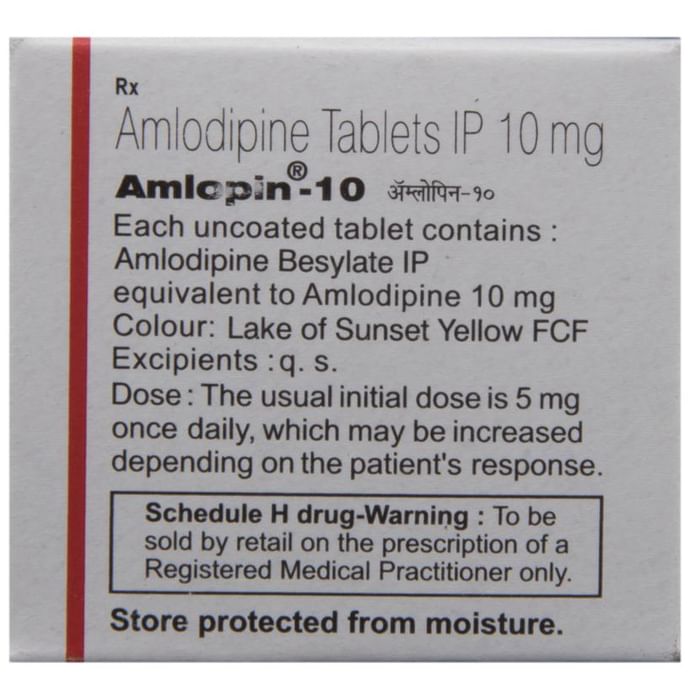 Rx
Amlodipine Tablets IP 10 mg
Amlopin®-10 ॲम्लोपिन-१०
Each uncoated tablet contains :
Amlodipine Besylate IP
equivalent to Amlodipine 10 mg
Colour: Lake of Sunset Yellow FCF
Excipients : q. s.
Dose : The usual initial dose is 5 mg
once daily, which may be increased
depending on the patient's response.
Schedule H drug-Warning : To be
sold by retail on the prescription of a
Registered Medical Practitioner only.
Store protected from moisture.